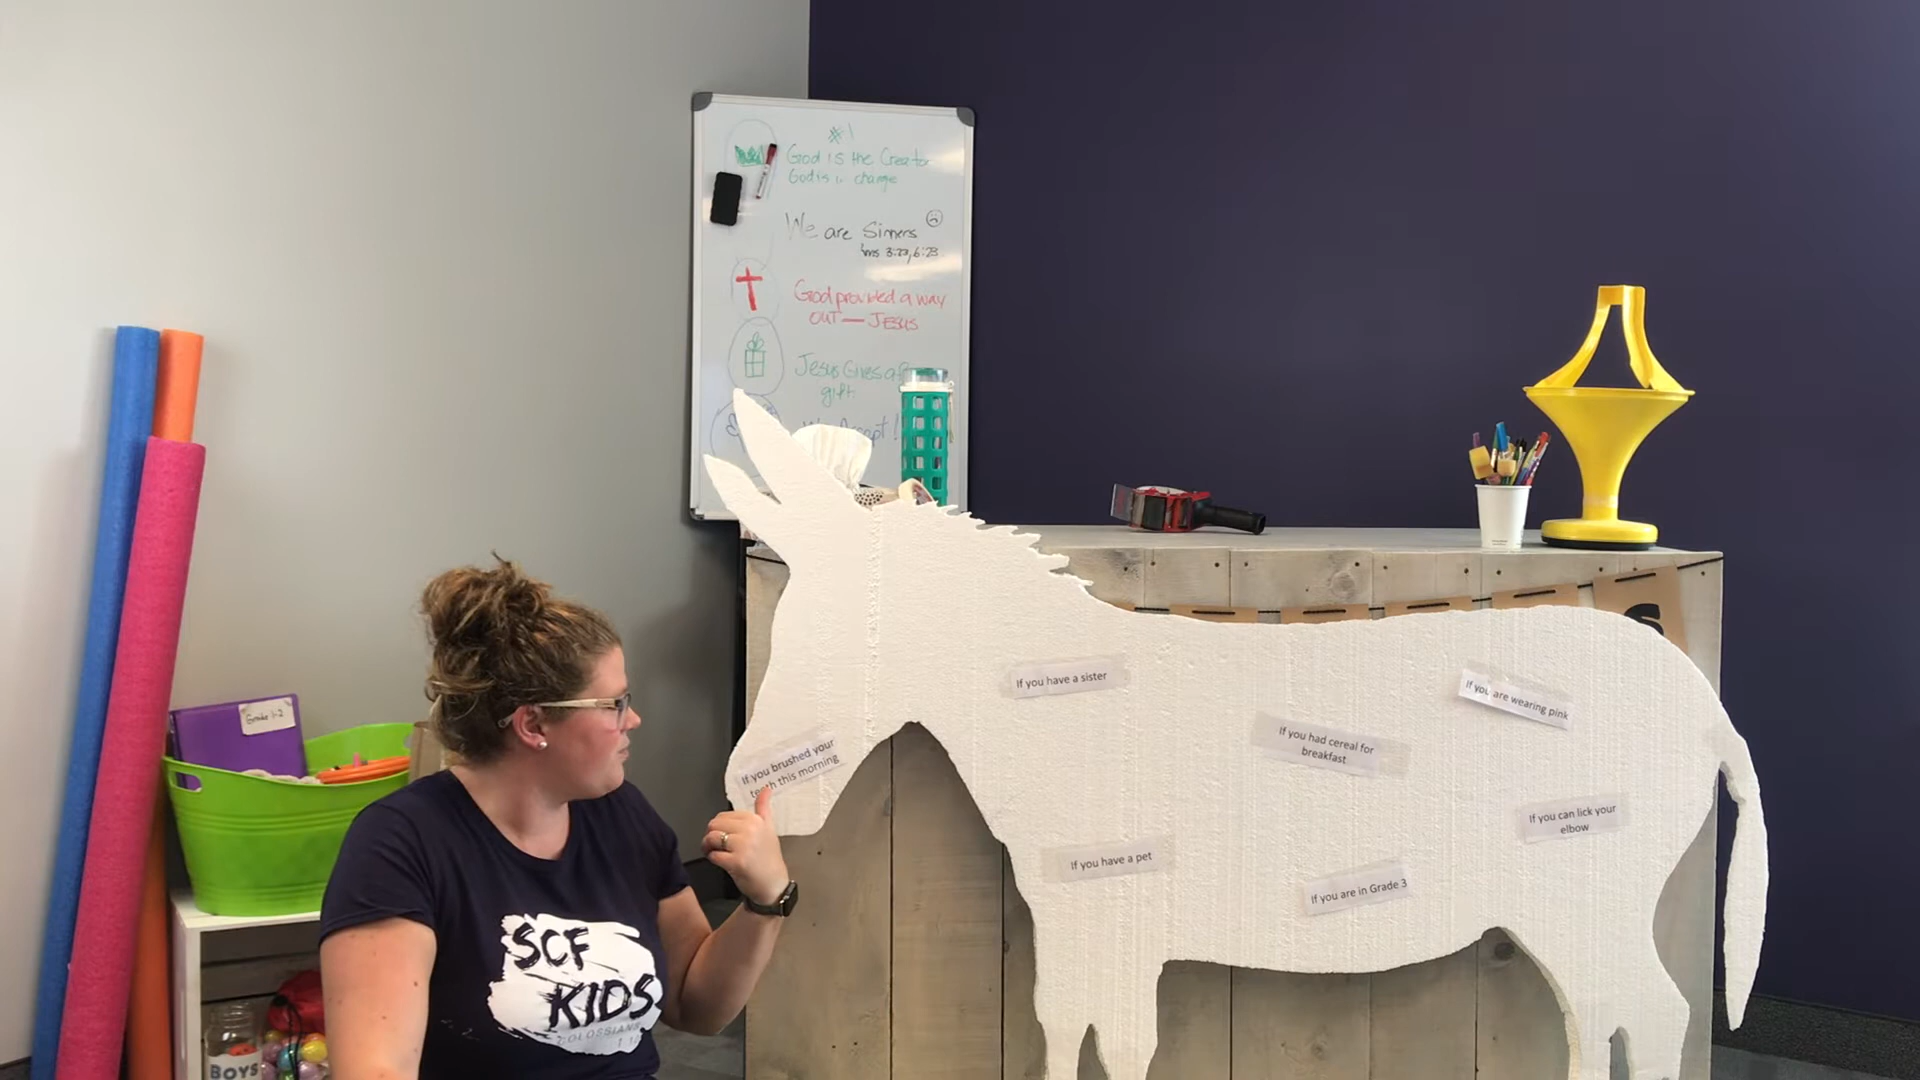 #1
God is the Creator
God is in charge
We are Sinners
3:23, 6:23
God provided a way
OUT — JESUS
Jesus Gives a
gift
Accept!
Grade 1-2
If you have a sister
If you are wearing pink
If you had cereal for
breakfast
If you brushed your
teeth this morning
If you can lick your
elbow
If you have a pet
If you are in Grade 3
S
SCF
KIDS
COLOSSIANS
BOYS